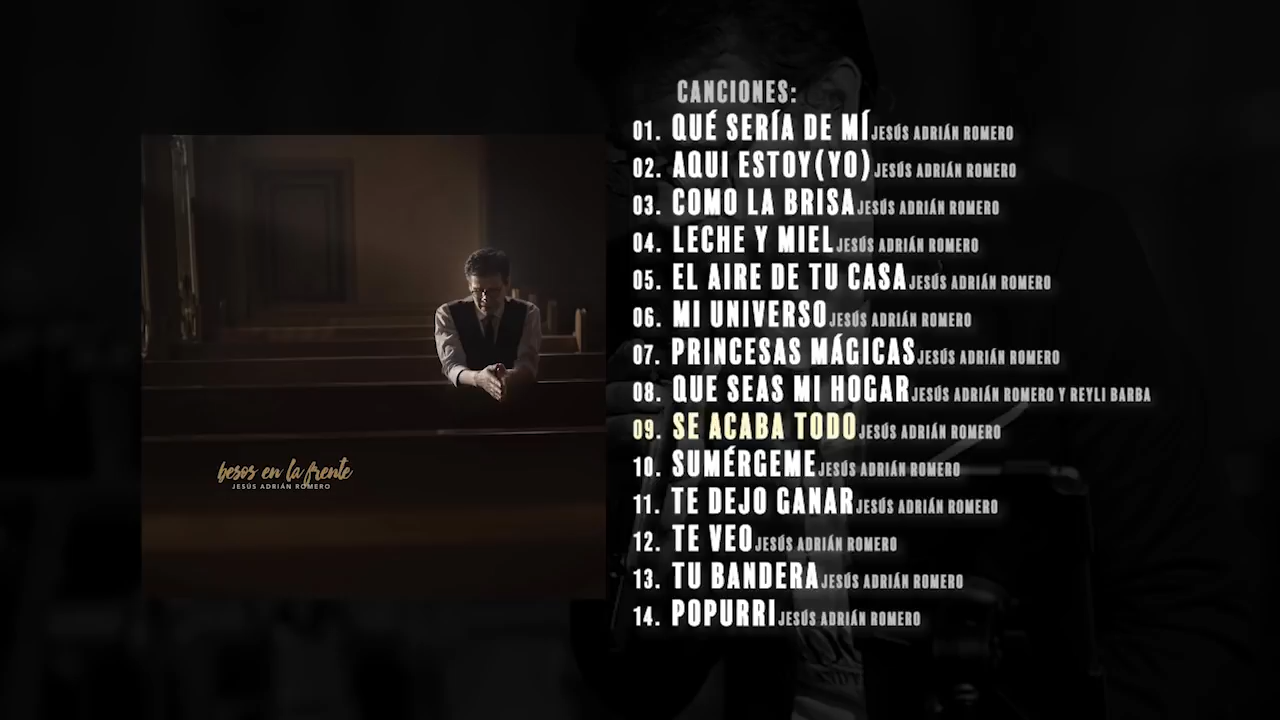 besos en la frente
JESÚS ADRIÁN ROMERO
CANCIONES:
01. QUÉ SERÍA DE MÍ JESÚS ADRIÁN ROMERO
02. AQUI ESTOY(YO) JESÚS ADRIÁN ROMERO
03. COMO LA BRISA JESÚS ADRIÁN ROMERO
04. LECHE Y MIEL JESÚS ADRIÁN ROMERO
05. EL AIRE DE TU CASA JESÚS ADRIÁN ROMERO
06. MI UNIVERSO JESÚS ADRIÁN ROMERO
07. PRINCESAS MÁGICAS JESÚS ADRIÁN ROMERO
08. QUE SEAS MI HOGAR JESÚS ADRIÁN ROMERO Y REYLI BARBA
09. SE ACABA TODO JESÚS ADRIÁN ROMERO
10. SUMÉRGEME JESÚS ADRIÁN ROMERO
11. TE DEJO GANAR JESÚS ADRIÁN ROMERO
12. TE VEO JESÚS ADRIÁN ROMERO
13. TU BANDERA JESÚS ADRIÁN ROMERO
14. POPURRI JESÚS ADRIÁN ROMERO